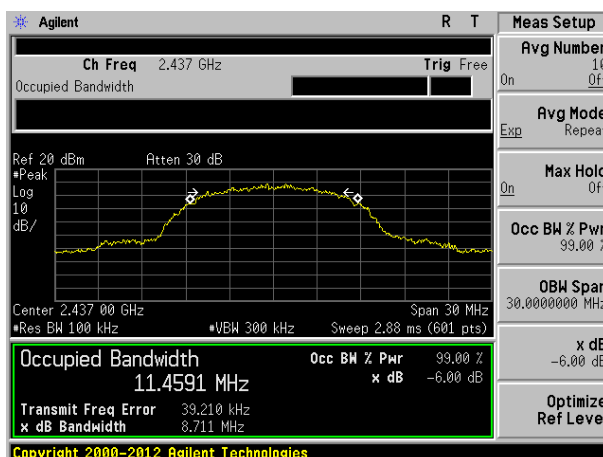 Agilent R T Meas Setup
Ch Freq 2.437 GHz Trig Free
Occupied Bandwidth
Avg Number
10
On Off
Avg Mode
Exp Repeat
Max Hold
On Off
Occ BW % Pwr
99.00 %
OBW Span
30.0000000 MHz
x dB
-6.00 dB
Optimize
Ref Level
Ref 20 dBm Atten 30 dB
#Peak
Log
10
dB/
Center 2.437 00 GHz Span 30 MHz
#Res BW 100 kHz #VBW 300 kHz Sweep 2.88 ms (601 pts)
Occupied Bandwidth Occ BW % Pwr 99.00 %
11.4591 MHz x dB -6.00 dB
Transmit Freq Error 39.210 kHz
x dB Bandwidth 8.711 MHz
Copyright 2000-2012 Agilent Technologies